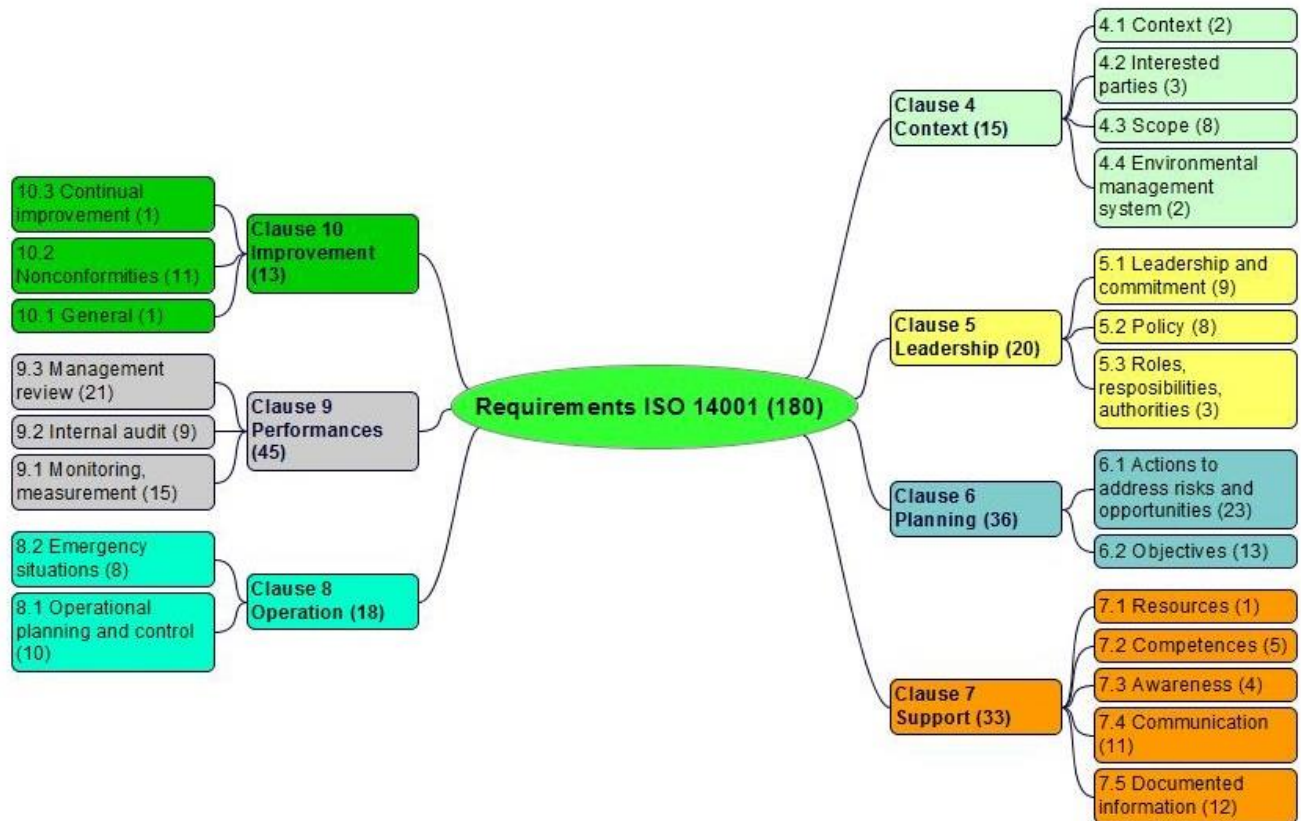 Requirements ISO 14001 (180)
Clause 4
Context (15)
4.1 Context (2)
4.2 Interested
parties (3)
4.3 Scope (8)
4.4 Environmental
management
system (2)
Clause 5
Leadership (20)
5.1 Leadership and
commitment (9)
5.2 Policy (8)
5.3 Roles,
resposibilities,
authorities (3)
Clause 6
Planning (36)
6.1 Actions to
address risks and
opportunities (23)
6.2 Objectives (13)
Clause 7
Support (33)
7.1 Resources (1)
7.2 Competences (5)
7.3 Awareness (4)
7.4 Communication
(11)
7.5 Documented
information (12)
Clause 10
Improvement
(13)
10.3 Continual
improvement (1)
10.2
Nonconformities (11)
10.1 General (1)
Clause 9
Performances
(45)
9.3 Management
review (21)
9.2 Internal audit (9)
9.1 Monitoring,
measurement (15)
Clause 8
Operation (18)
8.2 Emergency
situations (8)
8.1 Operational
planning and control
(10)